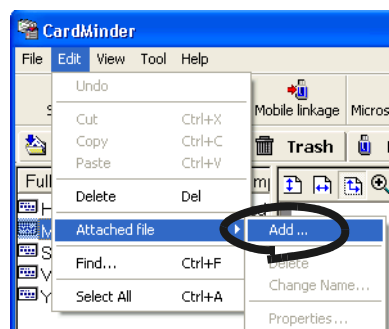 CardMinder
File Edit View Tool Help
Undo
Cut Ctrl+X
Copy Ctrl+C
Paste Ctrl+V
Delete Del
Attached file
Find... Ctrl+F
Select All Ctrl+A
Mobile linkage Micros
Trash
Full
Add ...
Delete
Change Name...
Properties...